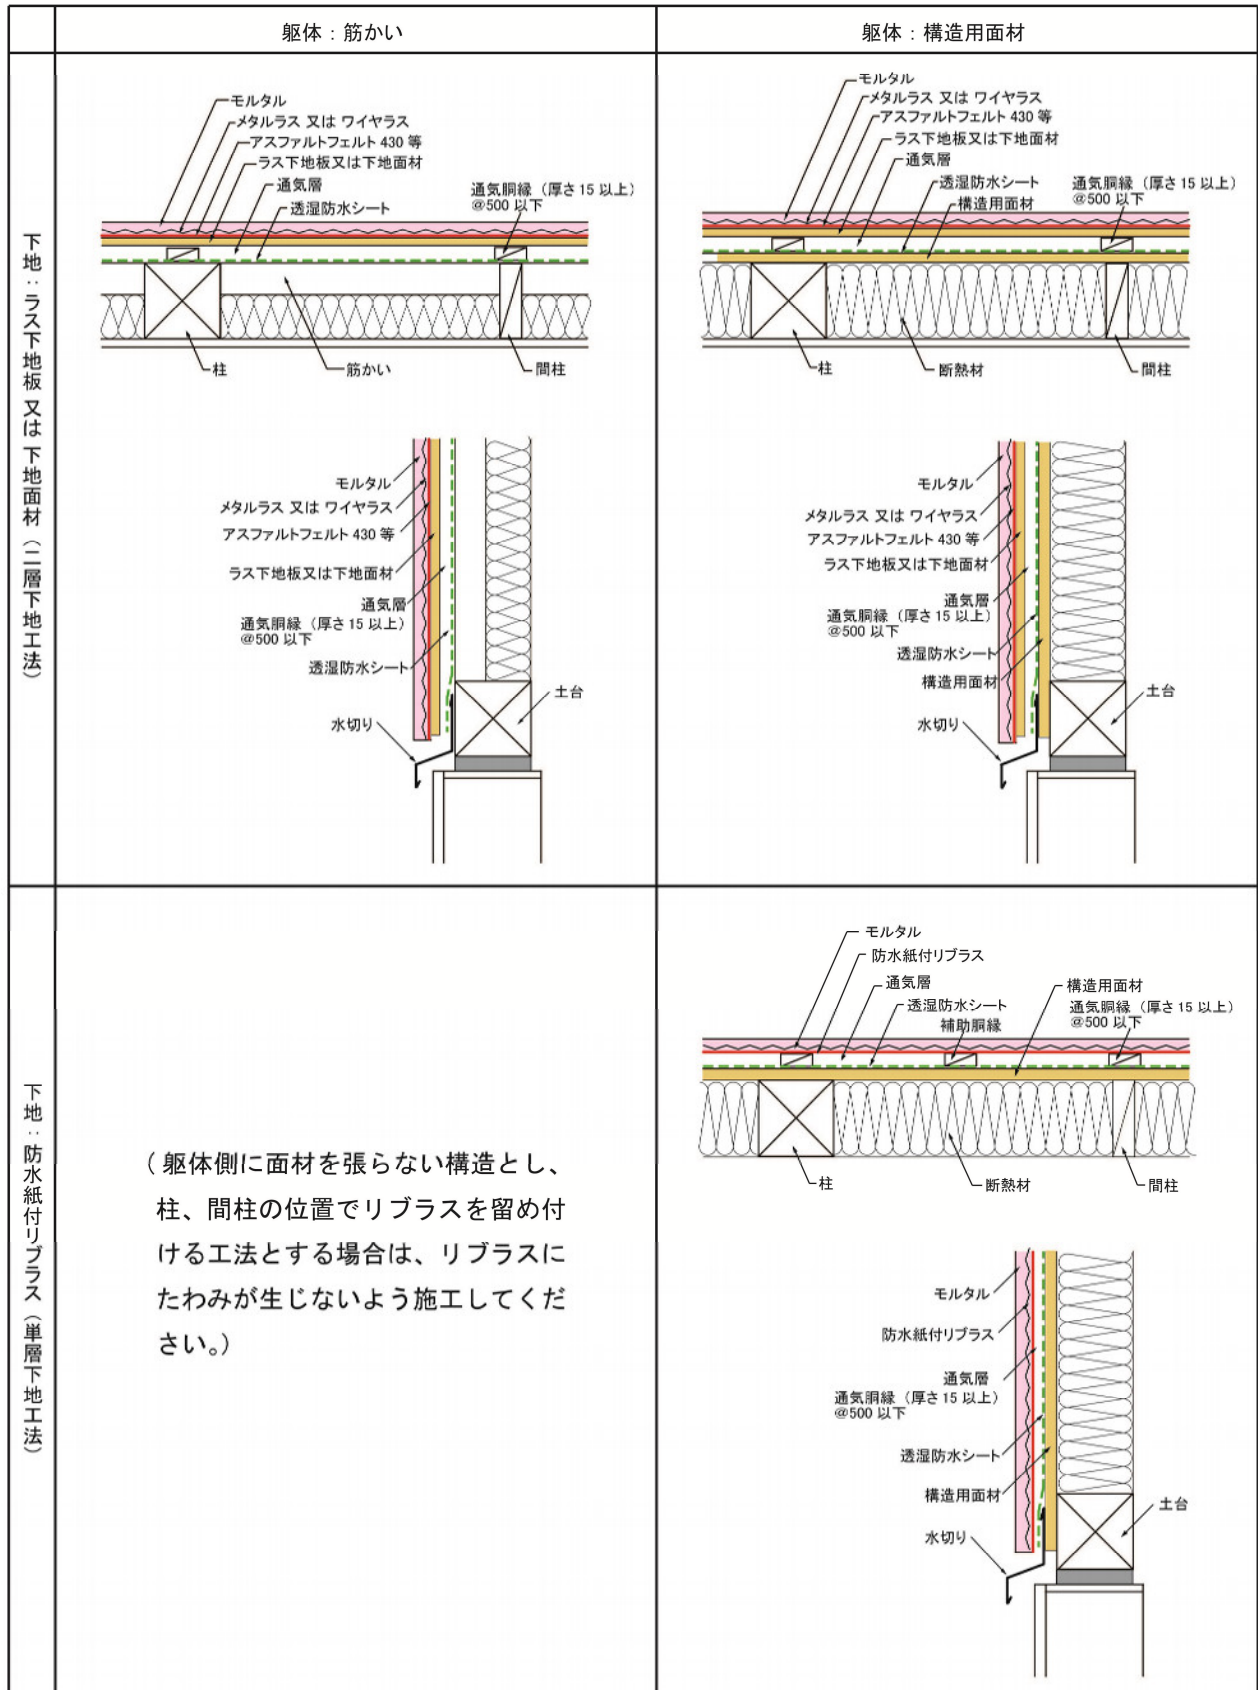 躯体：筋かい
躯体：構造用面材
下地：ラス下地板 又は 下地面材（二層下地工法）
モルタル
メタルラス 又は ワイヤラス
アスファルトフェルト 430 等
ラス下地板又は下地面材
通気層
透湿防水シート
通気胴縁（厚さ 15 以上）
@500 以下
柱
筋かい
間柱
モルタル
メタルラス 又は ワイヤラス
アスファルトフェルト 430 等
ラス下地板又は下地面材
通気層
通気胴縁（厚さ 15 以上）
@500 以下
透湿防水シート
土台
水切り
モルタル
メタルラス 又は ワイヤラス
アスファルトフェルト 430 等
ラス下地板又は下地面材
通気層
透湿防水シート
構造用面材
通気胴縁（厚さ 15 以上）
@500 以下
柱
断熱材
間柱
モルタル
メタルラス 又は ワイヤラス
アスファルトフェルト 430 等
ラス下地板又は下地面材
通気層
通気胴縁（厚さ 15 以上）
@500 以下
透湿防水シート
構造用面材
土台
水切り
下地：防水紙付リブラス（単層下地工法）
（躯体側に面材を張らない構造とし、
柱、間柱の位置でリブラスを留め付
ける工法とする場合は、リブラスに
たわみが生じないよう施工してくだ
さい。）
モルタル
防水紙付リブラス
通気層
透湿防水シート
補助胴縁
構造用面材
通気胴縁（厚さ 15 以上）
@500 以下
柱
断熱材
間柱
モルタル
防水紙付リブラス
通気層
通気胴縁（厚さ 15 以上）
@500 以下
透湿防水シート
構造用面材
土台
水切り